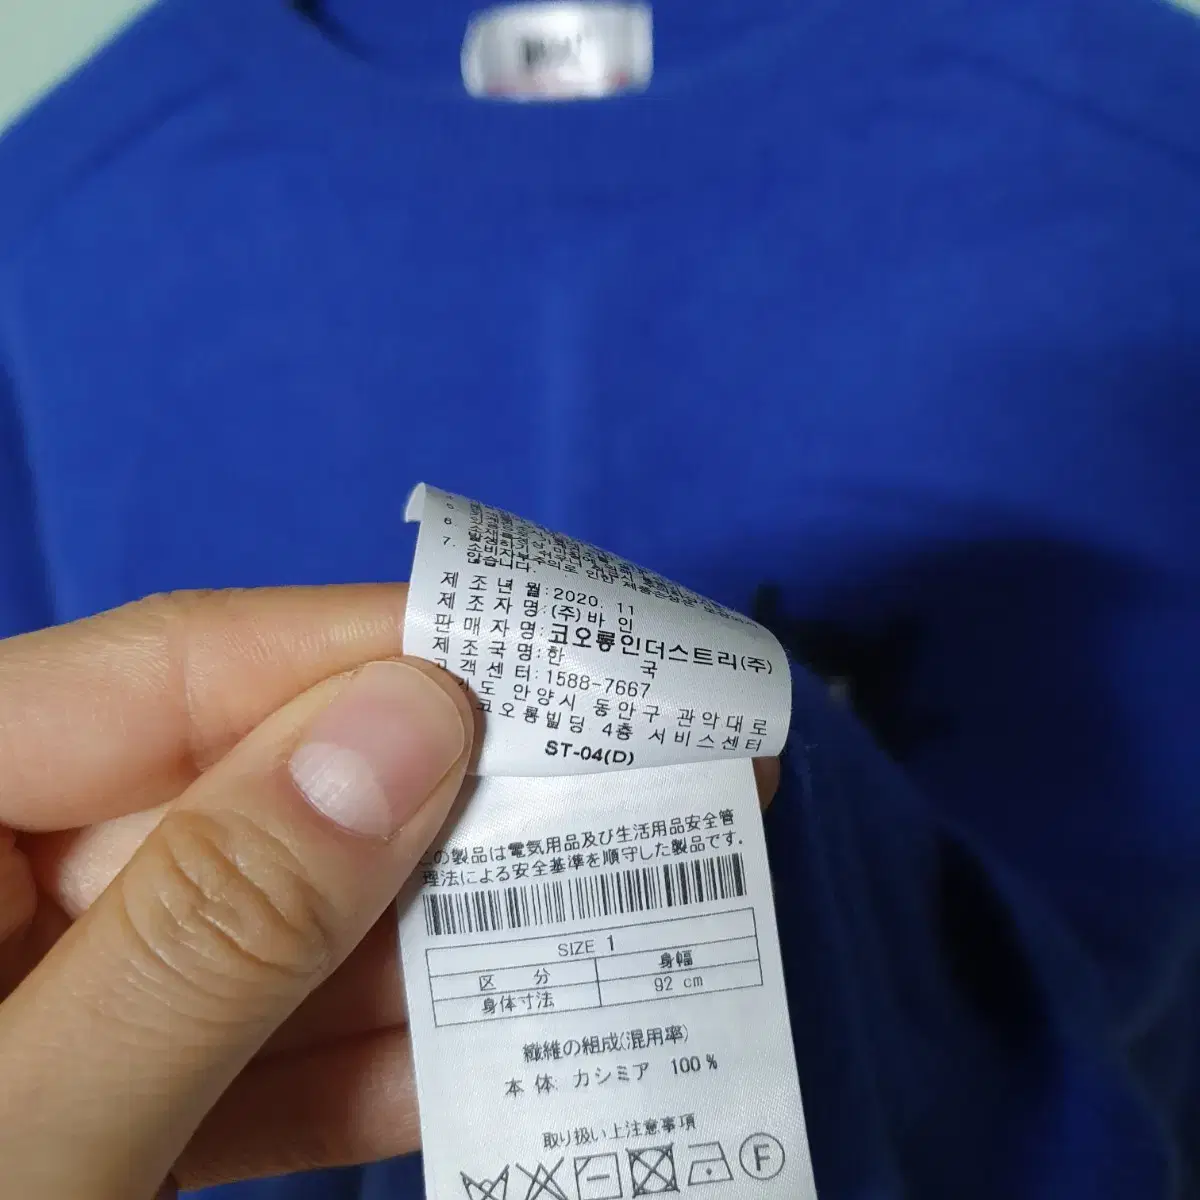 6.
7.
않습니다.
제 조 년 월:2020. 11
제 조 자 명:(주)바 인
판 매 자 명:코오롱인더스트리(주)
제 조 국 명:한 국
고객센터:1588-7667
도 안양시 동안구 관악대로
코오롱빌딩 4층 서비스센터
ST-04(D)
の製品は電気用品及び生活用品安全管
理法による安全基準を順守した製品です.
SIZE 1
区 分 身幅
身体寸法 92 cm
繊維の組成(混用率)
本 体: カシミア 100 %
取り扱い上注意事項
F